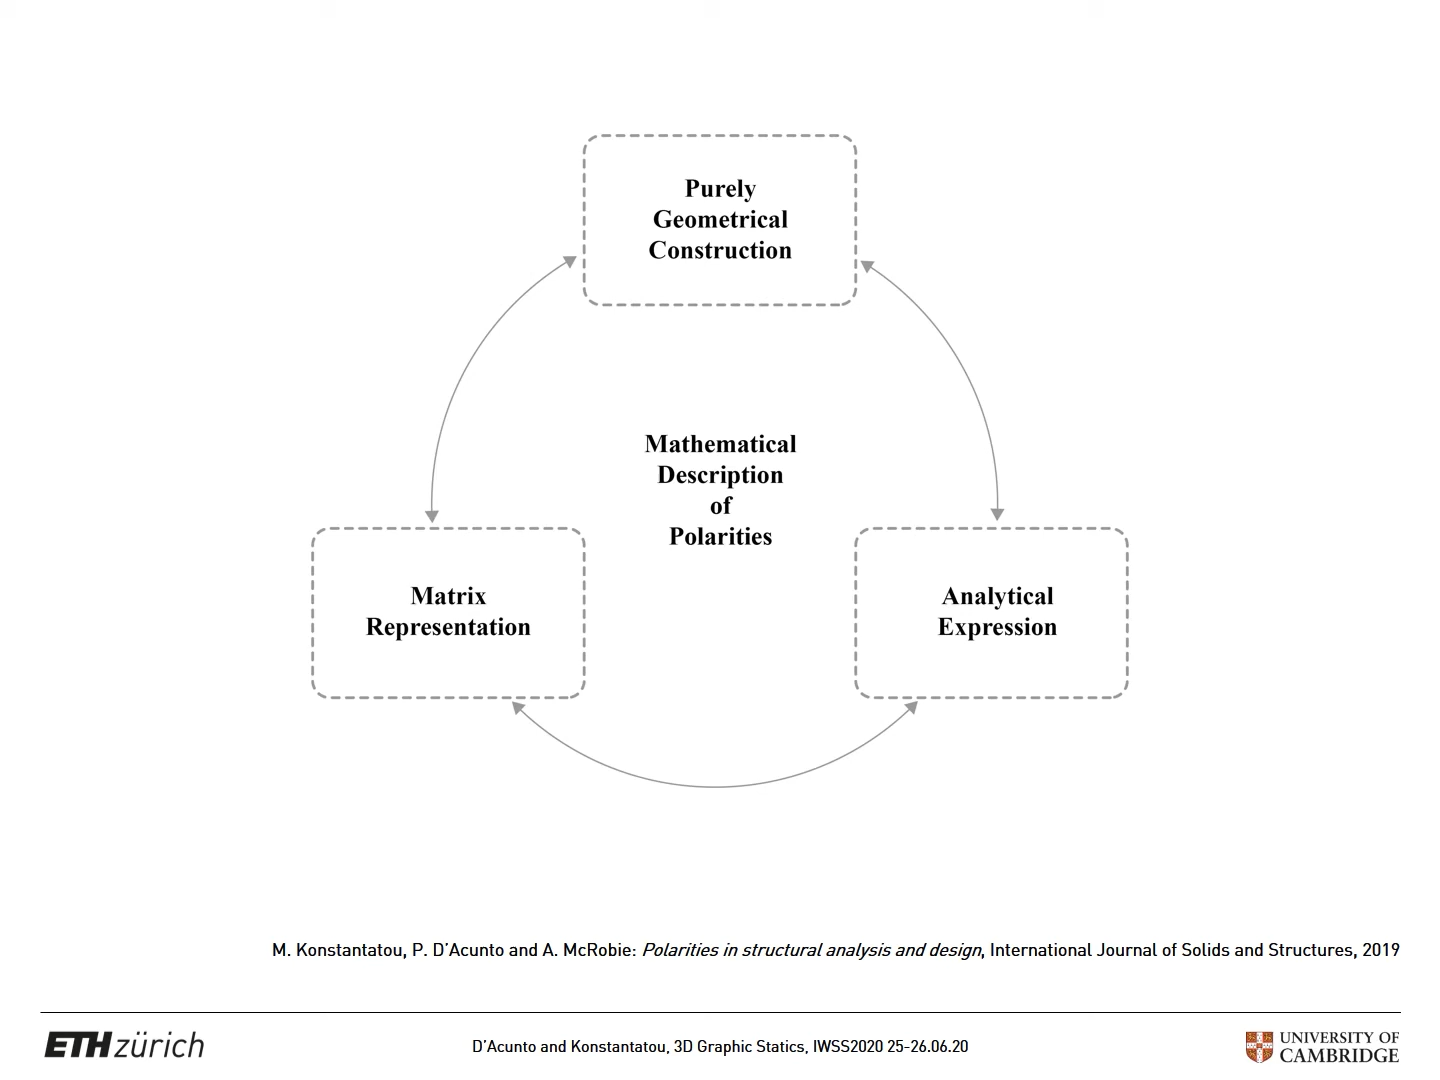 Purely
Geometrical
Construction
Mathematical
Description
of
Polarities
Matrix
Representation
Analytical
Expression
M. Konstantatou, P. D'Acunto and A. McRobie: Polarities in structural analysis and design, International Journal of Solids and Structures, 2019
ETH zürich
D'Acunto and Konstantatou, 3D Graphic Statics, IWSS2020 25-26.06.20
UNIVERSITY OF
CAMBRIDGE